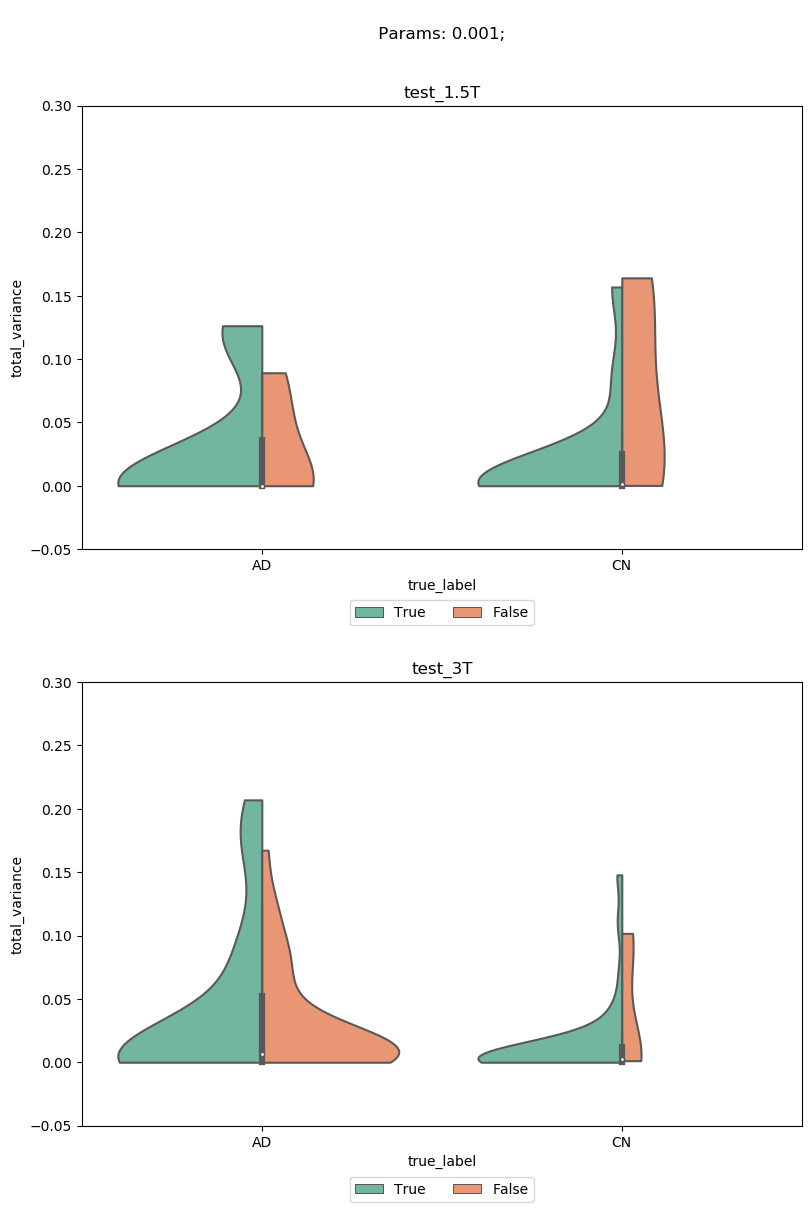 Params: 0.001;
test_1.5T
0.30
0.25
0.20
0.15
0.10
0.05
0.00
−0.05
total_variance
AD
CN
true_label
True
False
test_3T
0.30
0.25
0.20
0.15
0.10
0.05
0.00
−0.05
total_variance
AD
CN
true_label
True
False